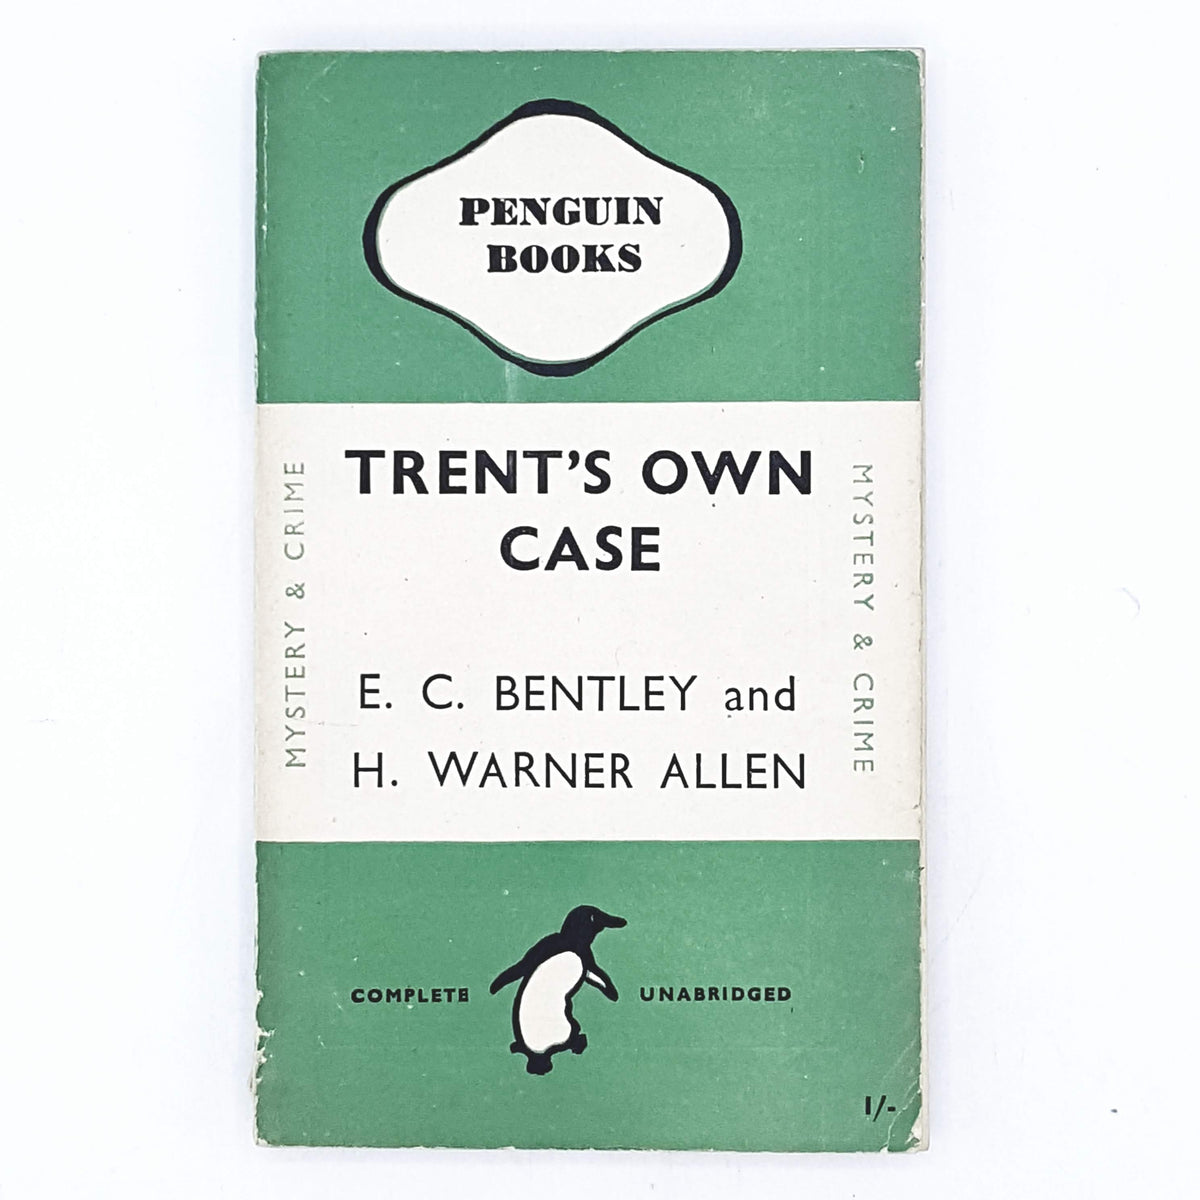 PENGUIN
BOOKS
TRENT'S OWN
CASE
MYSTERY & CRIME
MYSTERY & CRIME
E. C. BENTLEY and
H. WARNER ALLEN
COMPLETE UNABRIDGED
1/-